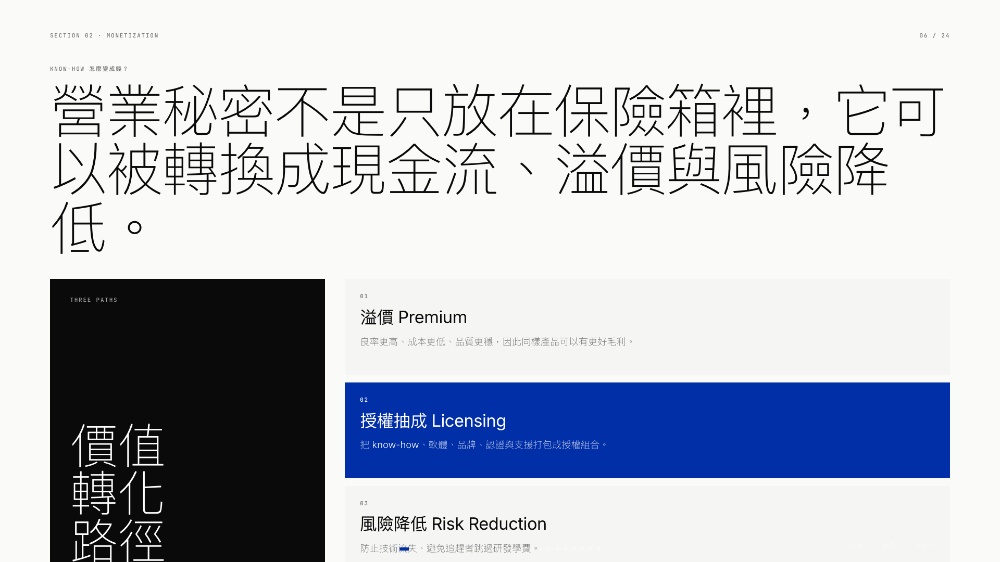 SECTION 02 · MONETIZATION
06 / 24
KNOW-HOW 怎麼變成錢？
營業秘密不是只放在保險箱裡，它可
以被轉換成現金流、溢價與風險降
低。
THREE PATHS
價值
轉化
路徑
01
溢價 Premium
良率更高、成本更低、品質更穩，因此同樣產品可以有更好毛利。
02
授權抽成 Licensing
把 know-how、軟體、品牌、認證與支援打包成授權組合。
03
風險降低 Risk Reduction
防止技術流失、避免追趕者跳過研發學費。